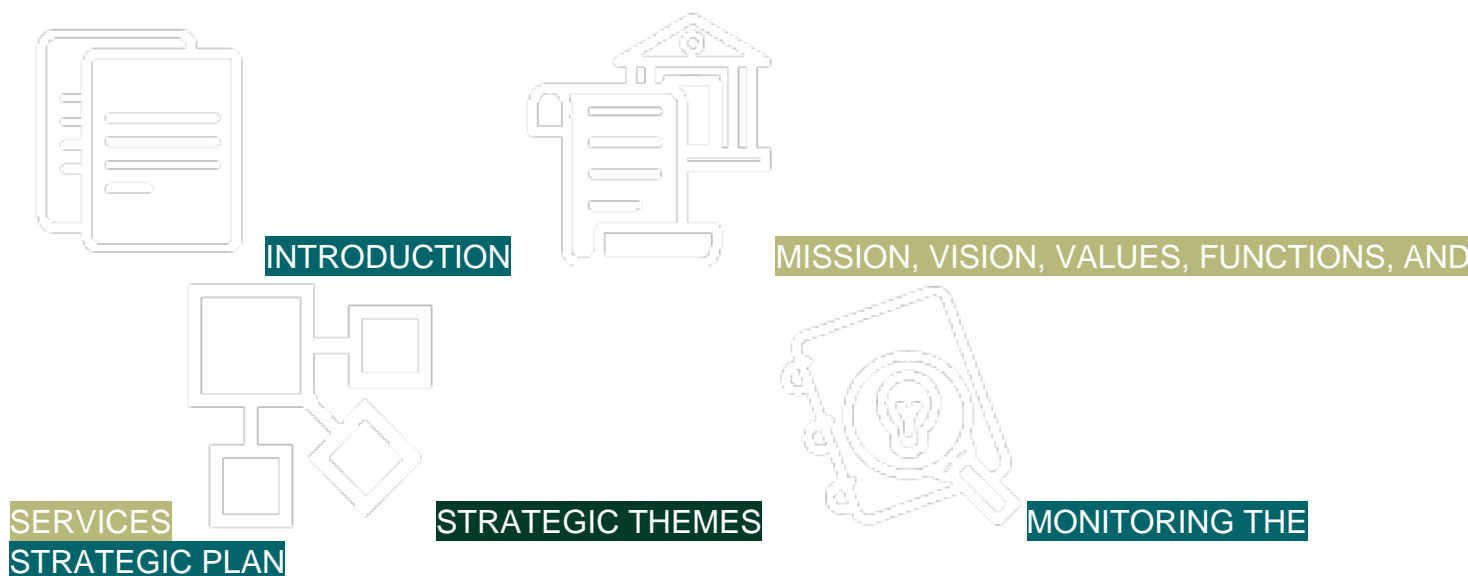 INTRODUCTION
MISSION, VISION, VALUES, FUNCTIONS, AND
SERVICES
STRATEGIC THEMES
MONITORING THE
STRATEGIC PLAN